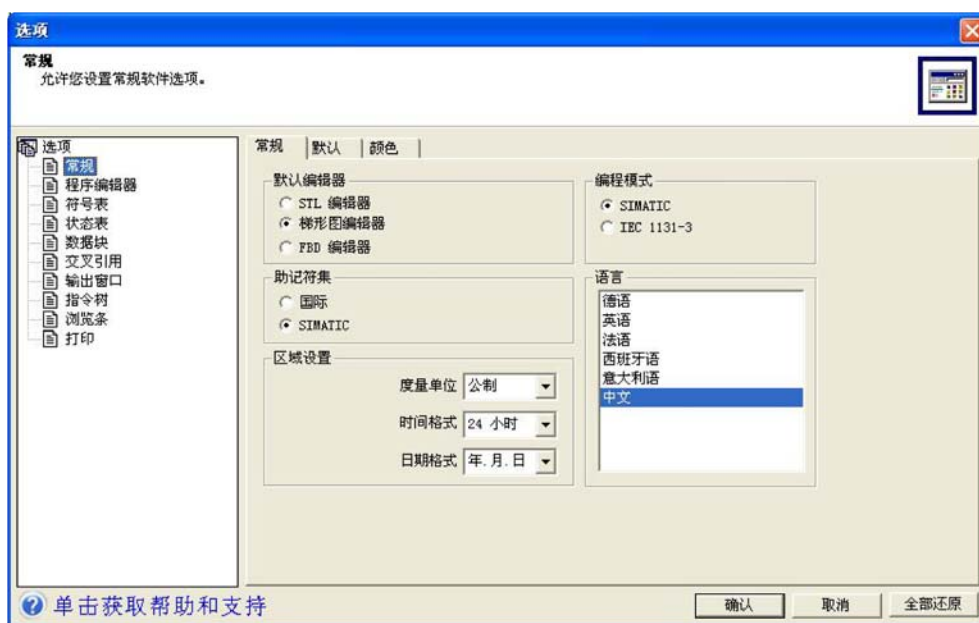 选项
常规
允许您设置常规软件选项。
选项
常规
程序编辑器
符号表
状态表
数据块
交叉引用
输出窗口
指令树
浏览条
打印
常规 默认 颜色
默认编辑器
STL 编辑器
梯形图编辑器
FBD 编辑器
编程模式
SIMATIC
IEC 1131-3
助记符集
国际
SIMATIC
语言
德语
英语
法语
西班牙语
意大利语
中文
区域设置
度量单位 公制
时间格式 24 小时
日期格式 年.月.日
单击获取帮助和支持
确认 取消 全部还原